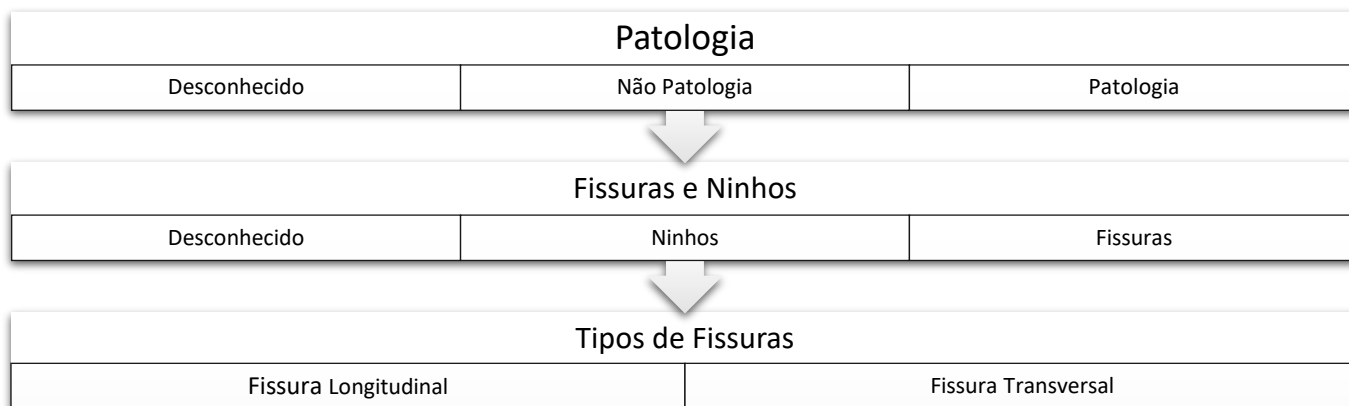 Patologia
Desconhecido
Não Patologia
Patologia
Fissuras e Ninhos
Desconhecido
Ninhos
Fissuras
Tipos de Fissuras
Fissura Longitudinal
Fissura Transversal